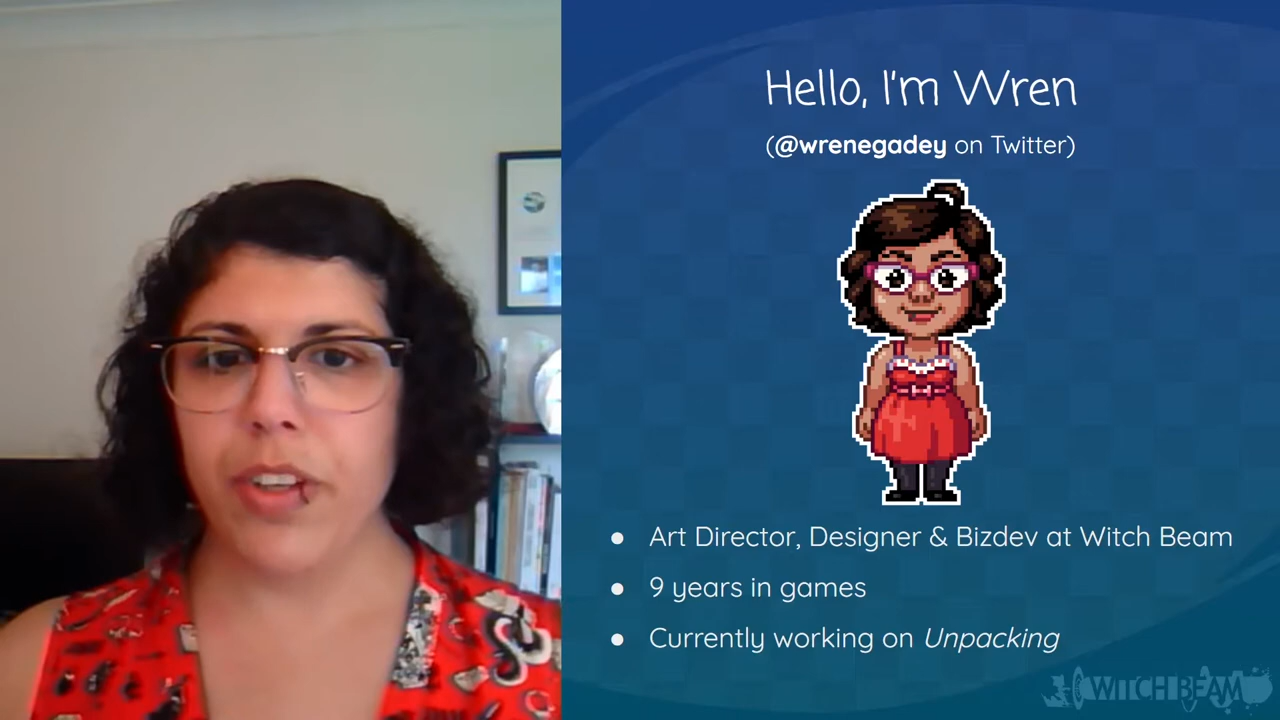 Hello, I'm Wren
(@wrenegadey on Twitter)
● Art Director, Designer & Bizdev at Witch Beam
● 9 years in games
● Currently working on Unpacking
WITCH BEAM